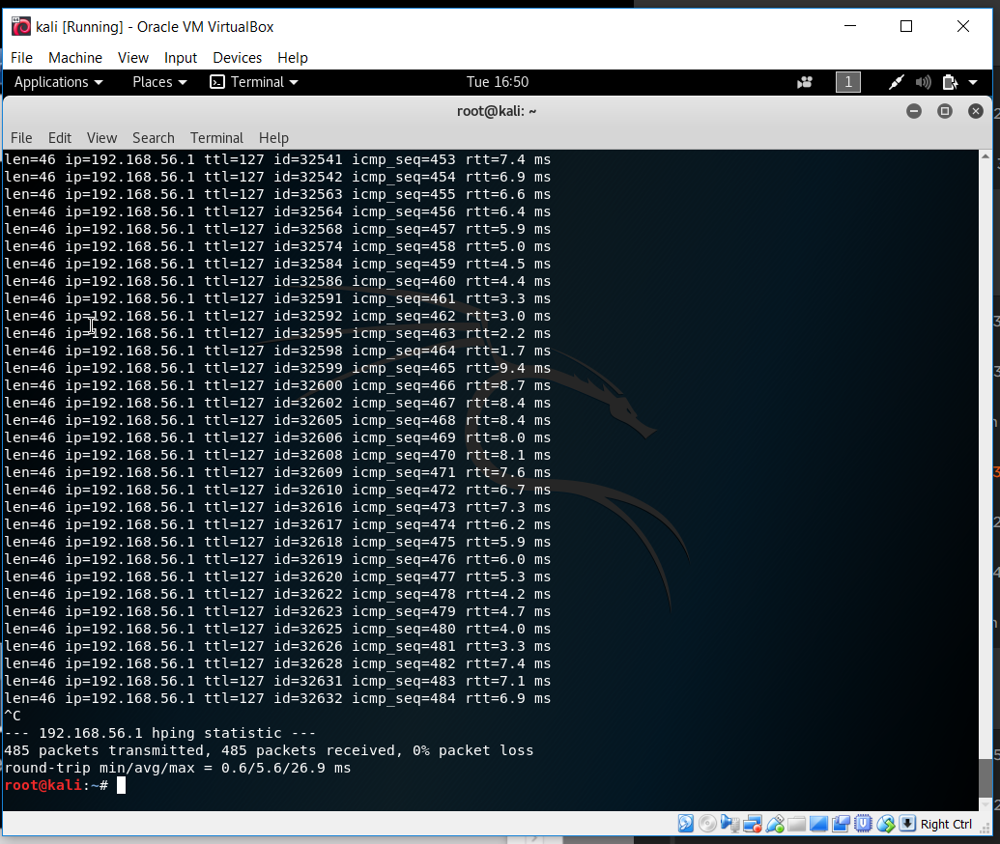 kali [Running] - Oracle VM VirtualBox
File Machine View Input Devices Help
Applications Places Terminal Tue 16:50 1
root@kali: ~
File Edit View Search Terminal Help
len=46 ip=192.168.56.1 ttl=127 id=32541 icmp_seq=453 rtt=7.4 ms
len=46 ip=192.168.56.1 ttl=127 id=32542 icmp_seq=454 rtt=6.9 ms
len=46 ip=192.168.56.1 ttl=127 id=32563 icmp_seq=455 rtt=6.6 ms
len=46 ip=192.168.56.1 ttl=127 id=32564 icmp_seq=456 rtt=6.4 ms
len=46 ip=192.168.56.1 ttl=127 id=32568 icmp_seq=457 rtt=5.9 ms
len=46 ip=192.168.56.1 ttl=127 id=32574 icmp_seq=458 rtt=5.0 ms
len=46 ip=192.168.56.1 ttl=127 id=32584 icmp_seq=459 rtt=4.5 ms
len=46 ip=192.168.56.1 ttl=127 id=32586 icmp_seq=460 rtt=4.4 ms
len=46 ip=192.168.56.1 ttl=127 id=32591 icmp_seq=461 rtt=3.3 ms
len=46 ip=192.168.56.1 ttl=127 id=32592 icmp_seq=462 rtt=3.0 ms
len=46 ip=192.168.56.1 ttl=127 id=32595 icmp_seq=463 rtt=2.2 ms
len=46 ip=192.168.56.1 ttl=127 id=32598 icmp_seq=464 rtt=1.7 ms
len=46 ip=192.168.56.1 ttl=127 id=32599 icmp_seq=465 rtt=9.4 ms
len=46 ip=192.168.56.1 ttl=127 id=32600 icmp_seq=466 rtt=8.7 ms
len=46 ip=192.168.56.1 ttl=127 id=32602 icmp_seq=467 rtt=8.4 ms
len=46 ip=192.168.56.1 ttl=127 id=32605 icmp_seq=468 rtt=8.4 ms
len=46 ip=192.168.56.1 ttl=127 id=32606 icmp_seq=469 rtt=8.0 ms
len=46 ip=192.168.56.1 ttl=127 id=32608 icmp_seq=470 rtt=8.1 ms
len=46 ip=192.168.56.1 ttl=127 id=32609 icmp_seq=471 rtt=7.6 ms
len=46 ip=192.168.56.1 ttl=127 id=32610 icmp_seq=472 rtt=6.7 ms
len=46 ip=192.168.56.1 ttl=127 id=32616 icmp_seq=473 rtt=7.3 ms
len=46 ip=192.168.56.1 ttl=127 id=32617 icmp_seq=474 rtt=6.2 ms
len=46 ip=192.168.56.1 ttl=127 id=32618 icmp_seq=475 rtt=5.9 ms
len=46 ip=192.168.56.1 ttl=127 id=32619 icmp_seq=476 rtt=6.0 ms
len=46 ip=192.168.56.1 ttl=127 id=32620 icmp_seq=477 rtt=5.3 ms
len=46 ip=192.168.56.1 ttl=127 id=32622 icmp_seq=478 rtt=4.2 ms
len=46 ip=192.168.56.1 ttl=127 id=32623 icmp_seq=479 rtt=4.7 ms
len=46 ip=192.168.56.1 ttl=127 id=32625 icmp_seq=480 rtt=4.0 ms
len=46 ip=192.168.56.1 ttl=127 id=32626 icmp_seq=481 rtt=3.3 ms
len=46 ip=192.168.56.1 ttl=127 id=32628 icmp_seq=482 rtt=7.4 ms
len=46 ip=192.168.56.1 ttl=127 id=32631 icmp_seq=483 rtt=7.1 ms
len=46 ip=192.168.56.1 ttl=127 id=32632 icmp_seq=484 rtt=6.9 ms
^C
--- 192.168.56.1 hping statistic ---
485 packets transmitted, 485 packets received, 0% packet loss
round-trip min/avg/max = 0.6/5.6/26.9 ms
root@kali:~#
Right Ctrl